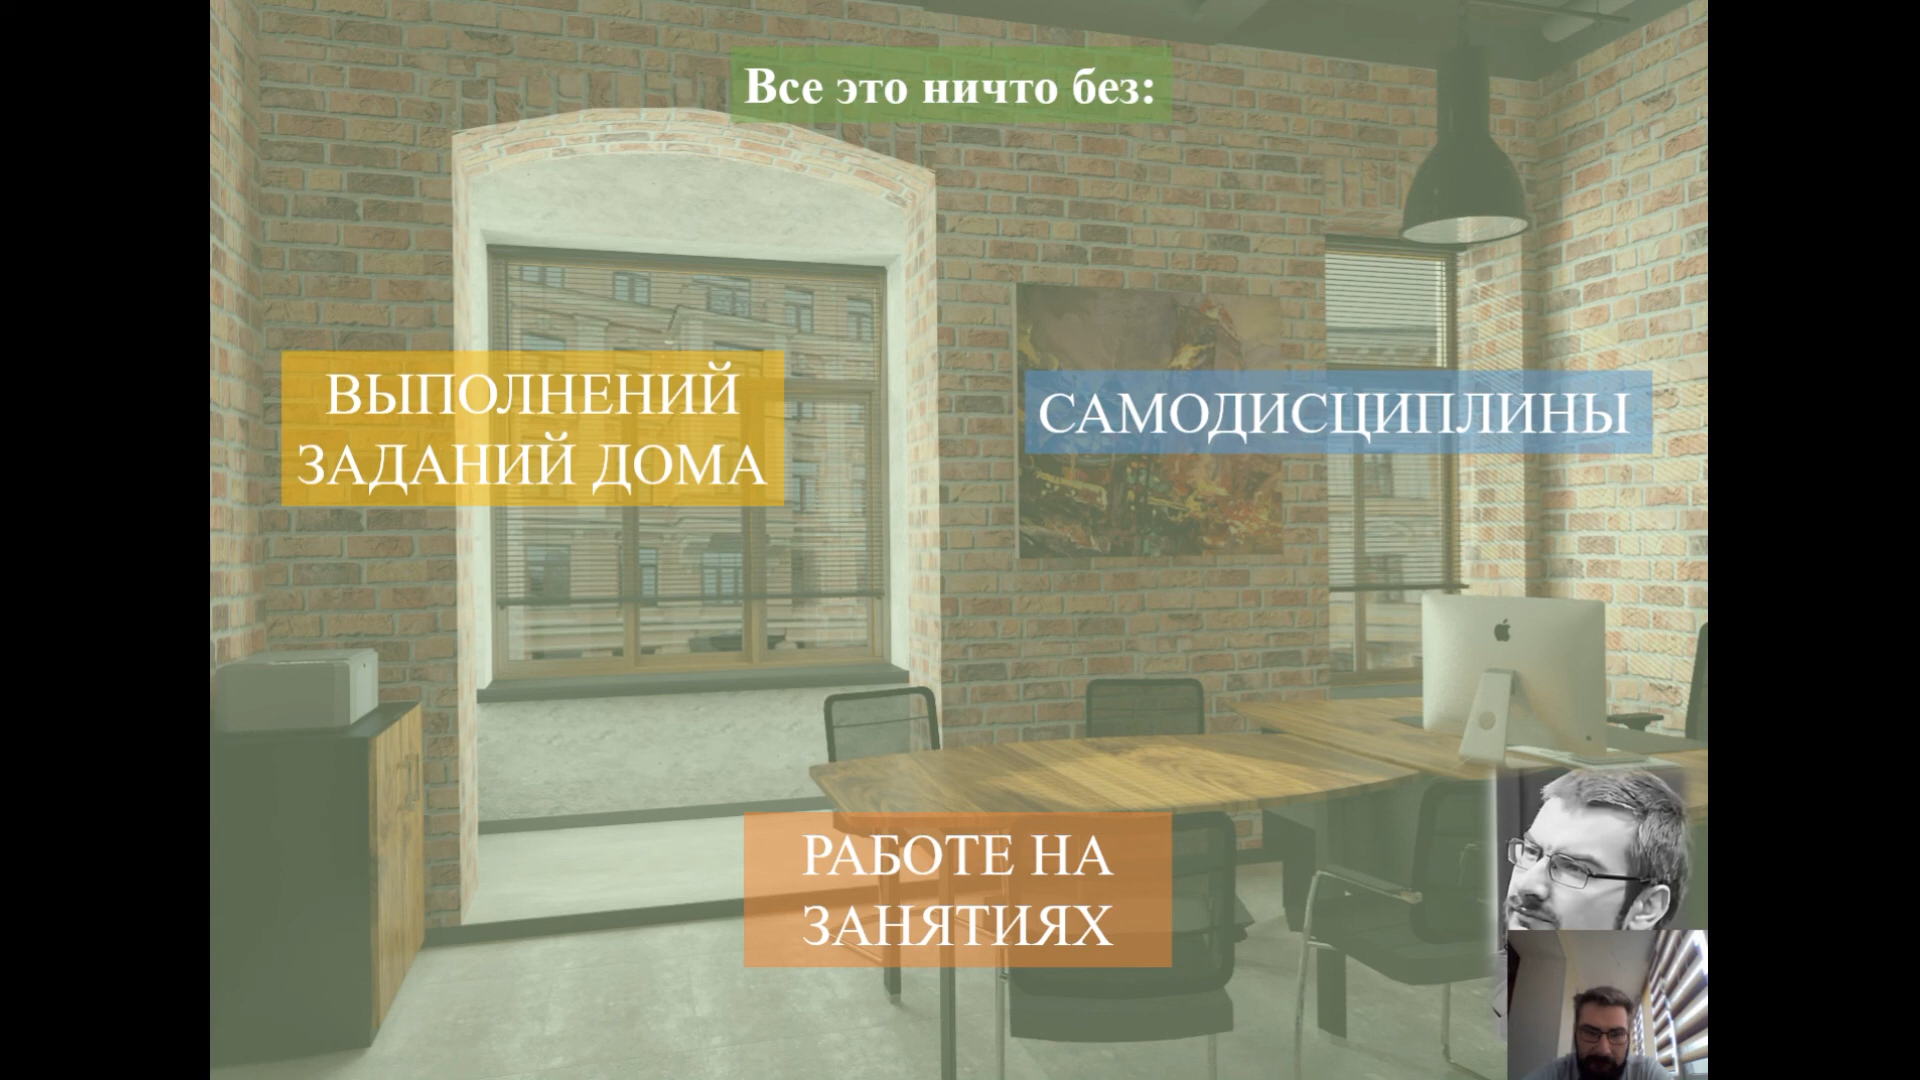 Все это ничто без:
ВЫПОЛНЕНИЙ
ЗАДАНИЙ ДОМА
САМОДИСЦИПЛИНЫ
РАБОТЕ НА
ЗАНЯТИЯХ